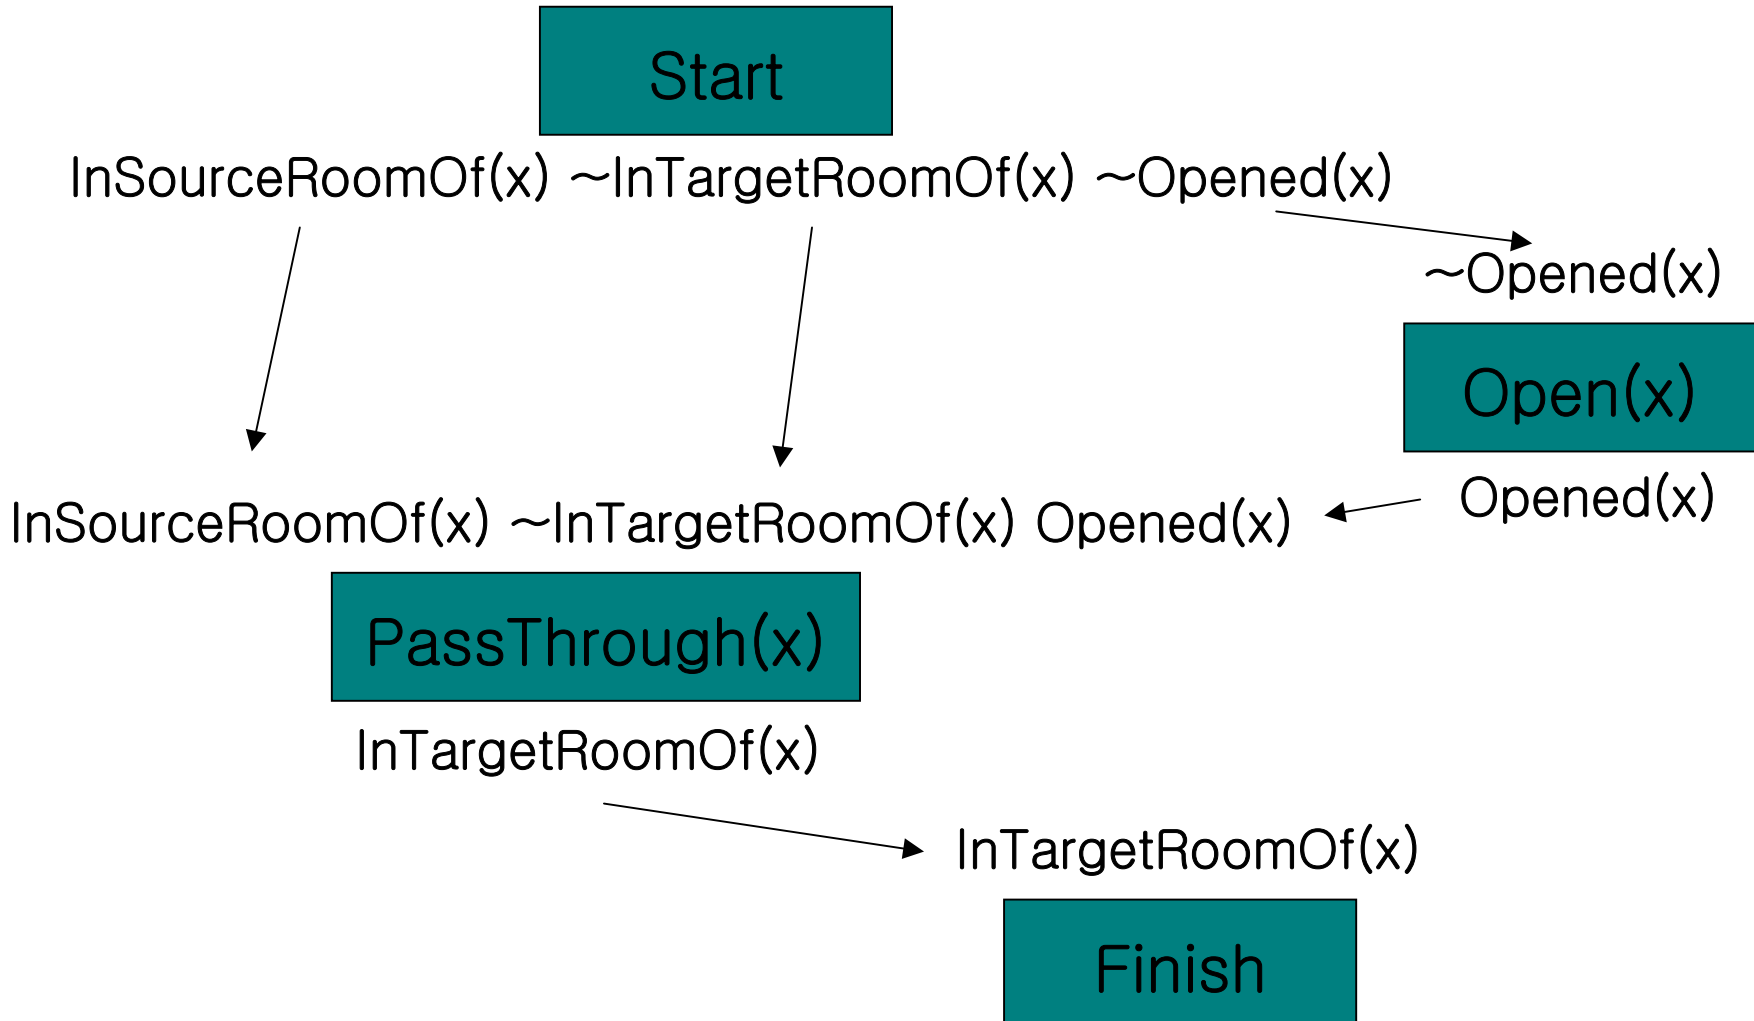 Start
InSourceRoomOf(x) ~InTargetRoomOf(x) ~Opened(x)
~Opened(x)
Open(x)
Opened(x)
InSourceRoomOf(x) ~InTargetRoomOf(x) Opened(x)
PassThrough(x)
InTargetRoomOf(x)
InTargetRoomOf(x)
Finish